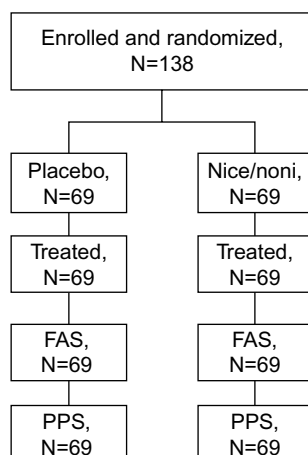 Enrolled and randomized,
N=138
Placebo,
N=69
Nice/noni,
N=69
Treated,
N=69
Treated,
N=69
FAS,
N=69
FAS,
N=69
PPS,
N=69
PPS,
N=69